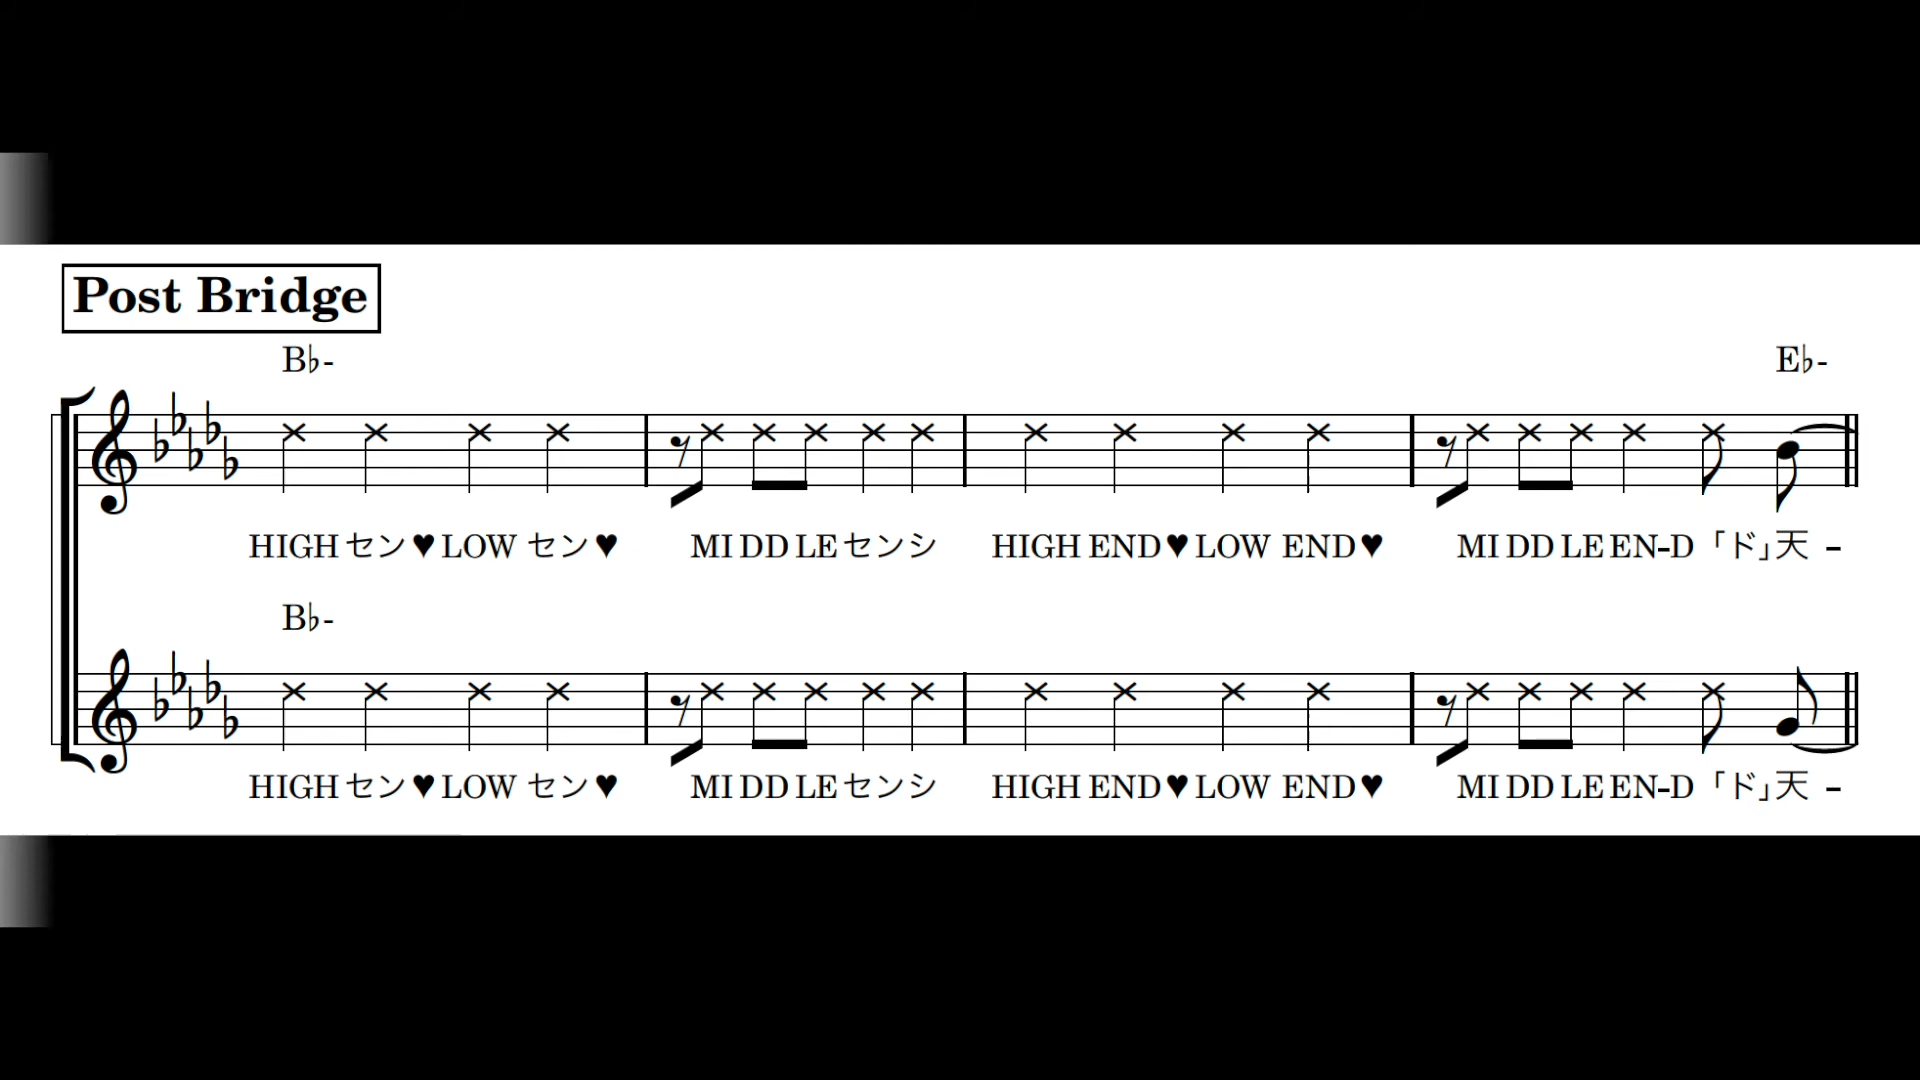 Post Bridge
B♭- E♭-
HIGH セン♥LOW セン♥ MI DD LE センシ HIGH END♥LOW END♥ MI DD LE EN-D 「ド」天 -
B♭-
HIGH セン♥LOW セン♥ MI DD LE センシ HIGH END♥LOW END♥ MI DD LE EN-D 「ド」天 -